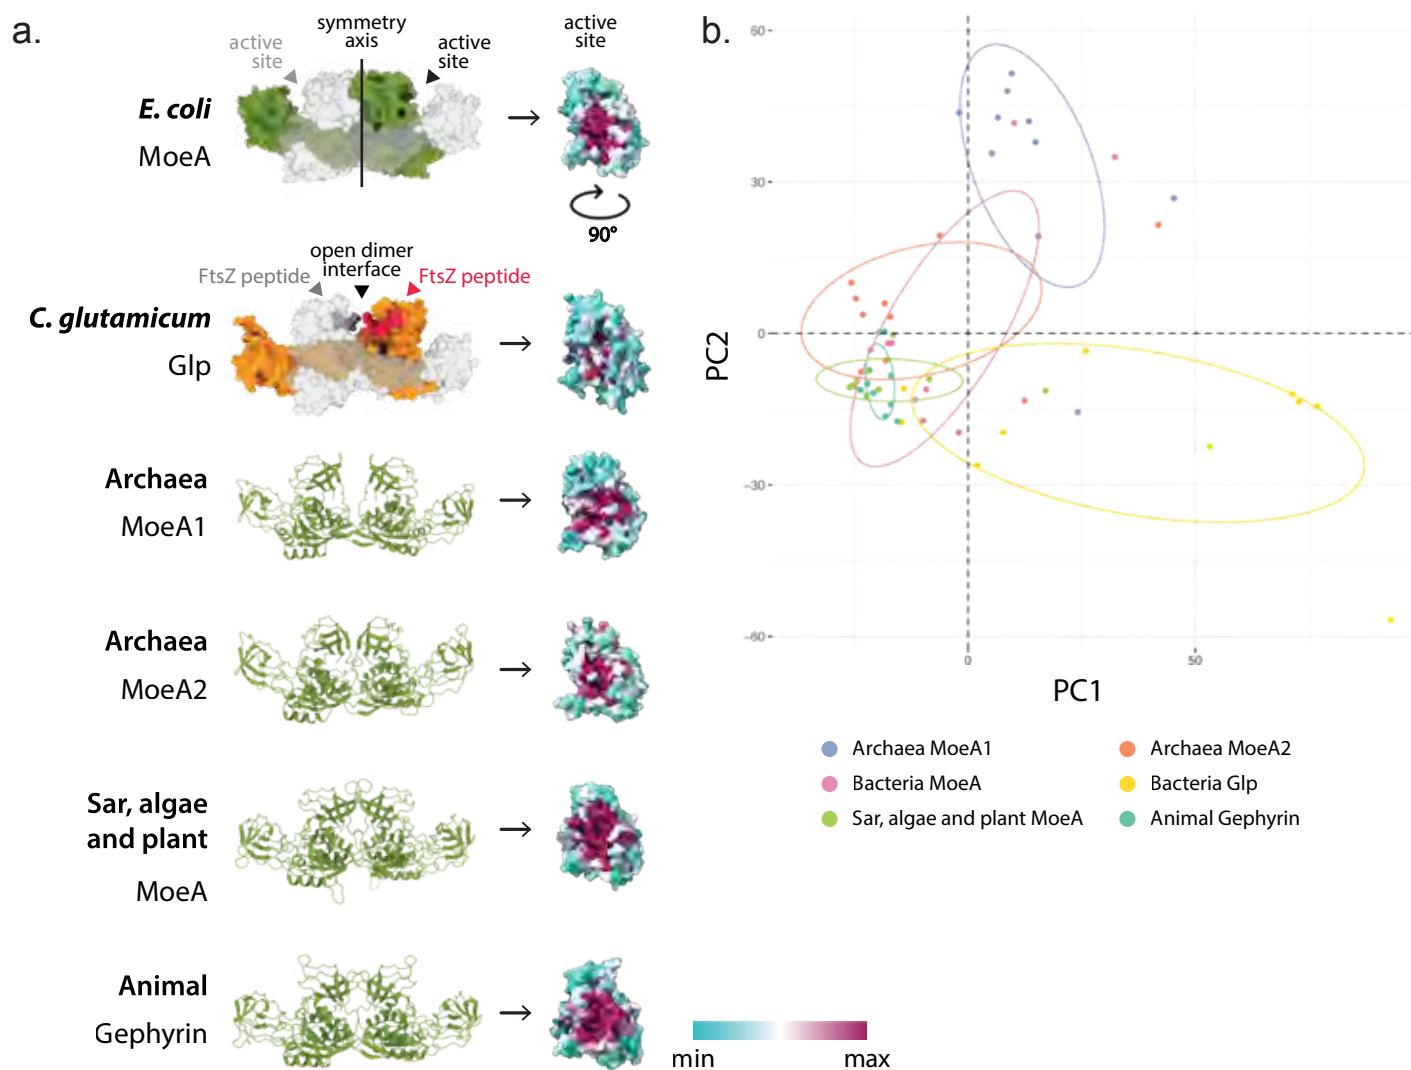 a.
active
site
symmetry
axis
active
site
active
site
E. coli
MoeA
90°
open dimer
interface
FtsZ peptide
FtsZ peptide
C. glutamicum
Glp
Archaea
MoeA1
Archaea
MoeA2
Sar, algae
and plant
MoeA
Animal
Gephyrin
min
max
b.
60
30
0
-30
-60
PC2
0
50
PC1
Archaea MoeA1
Archaea MoeA2
Bacteria MoeA
Bacteria Glp
Sar, algae and plant MoeA
Animal Gephyrin